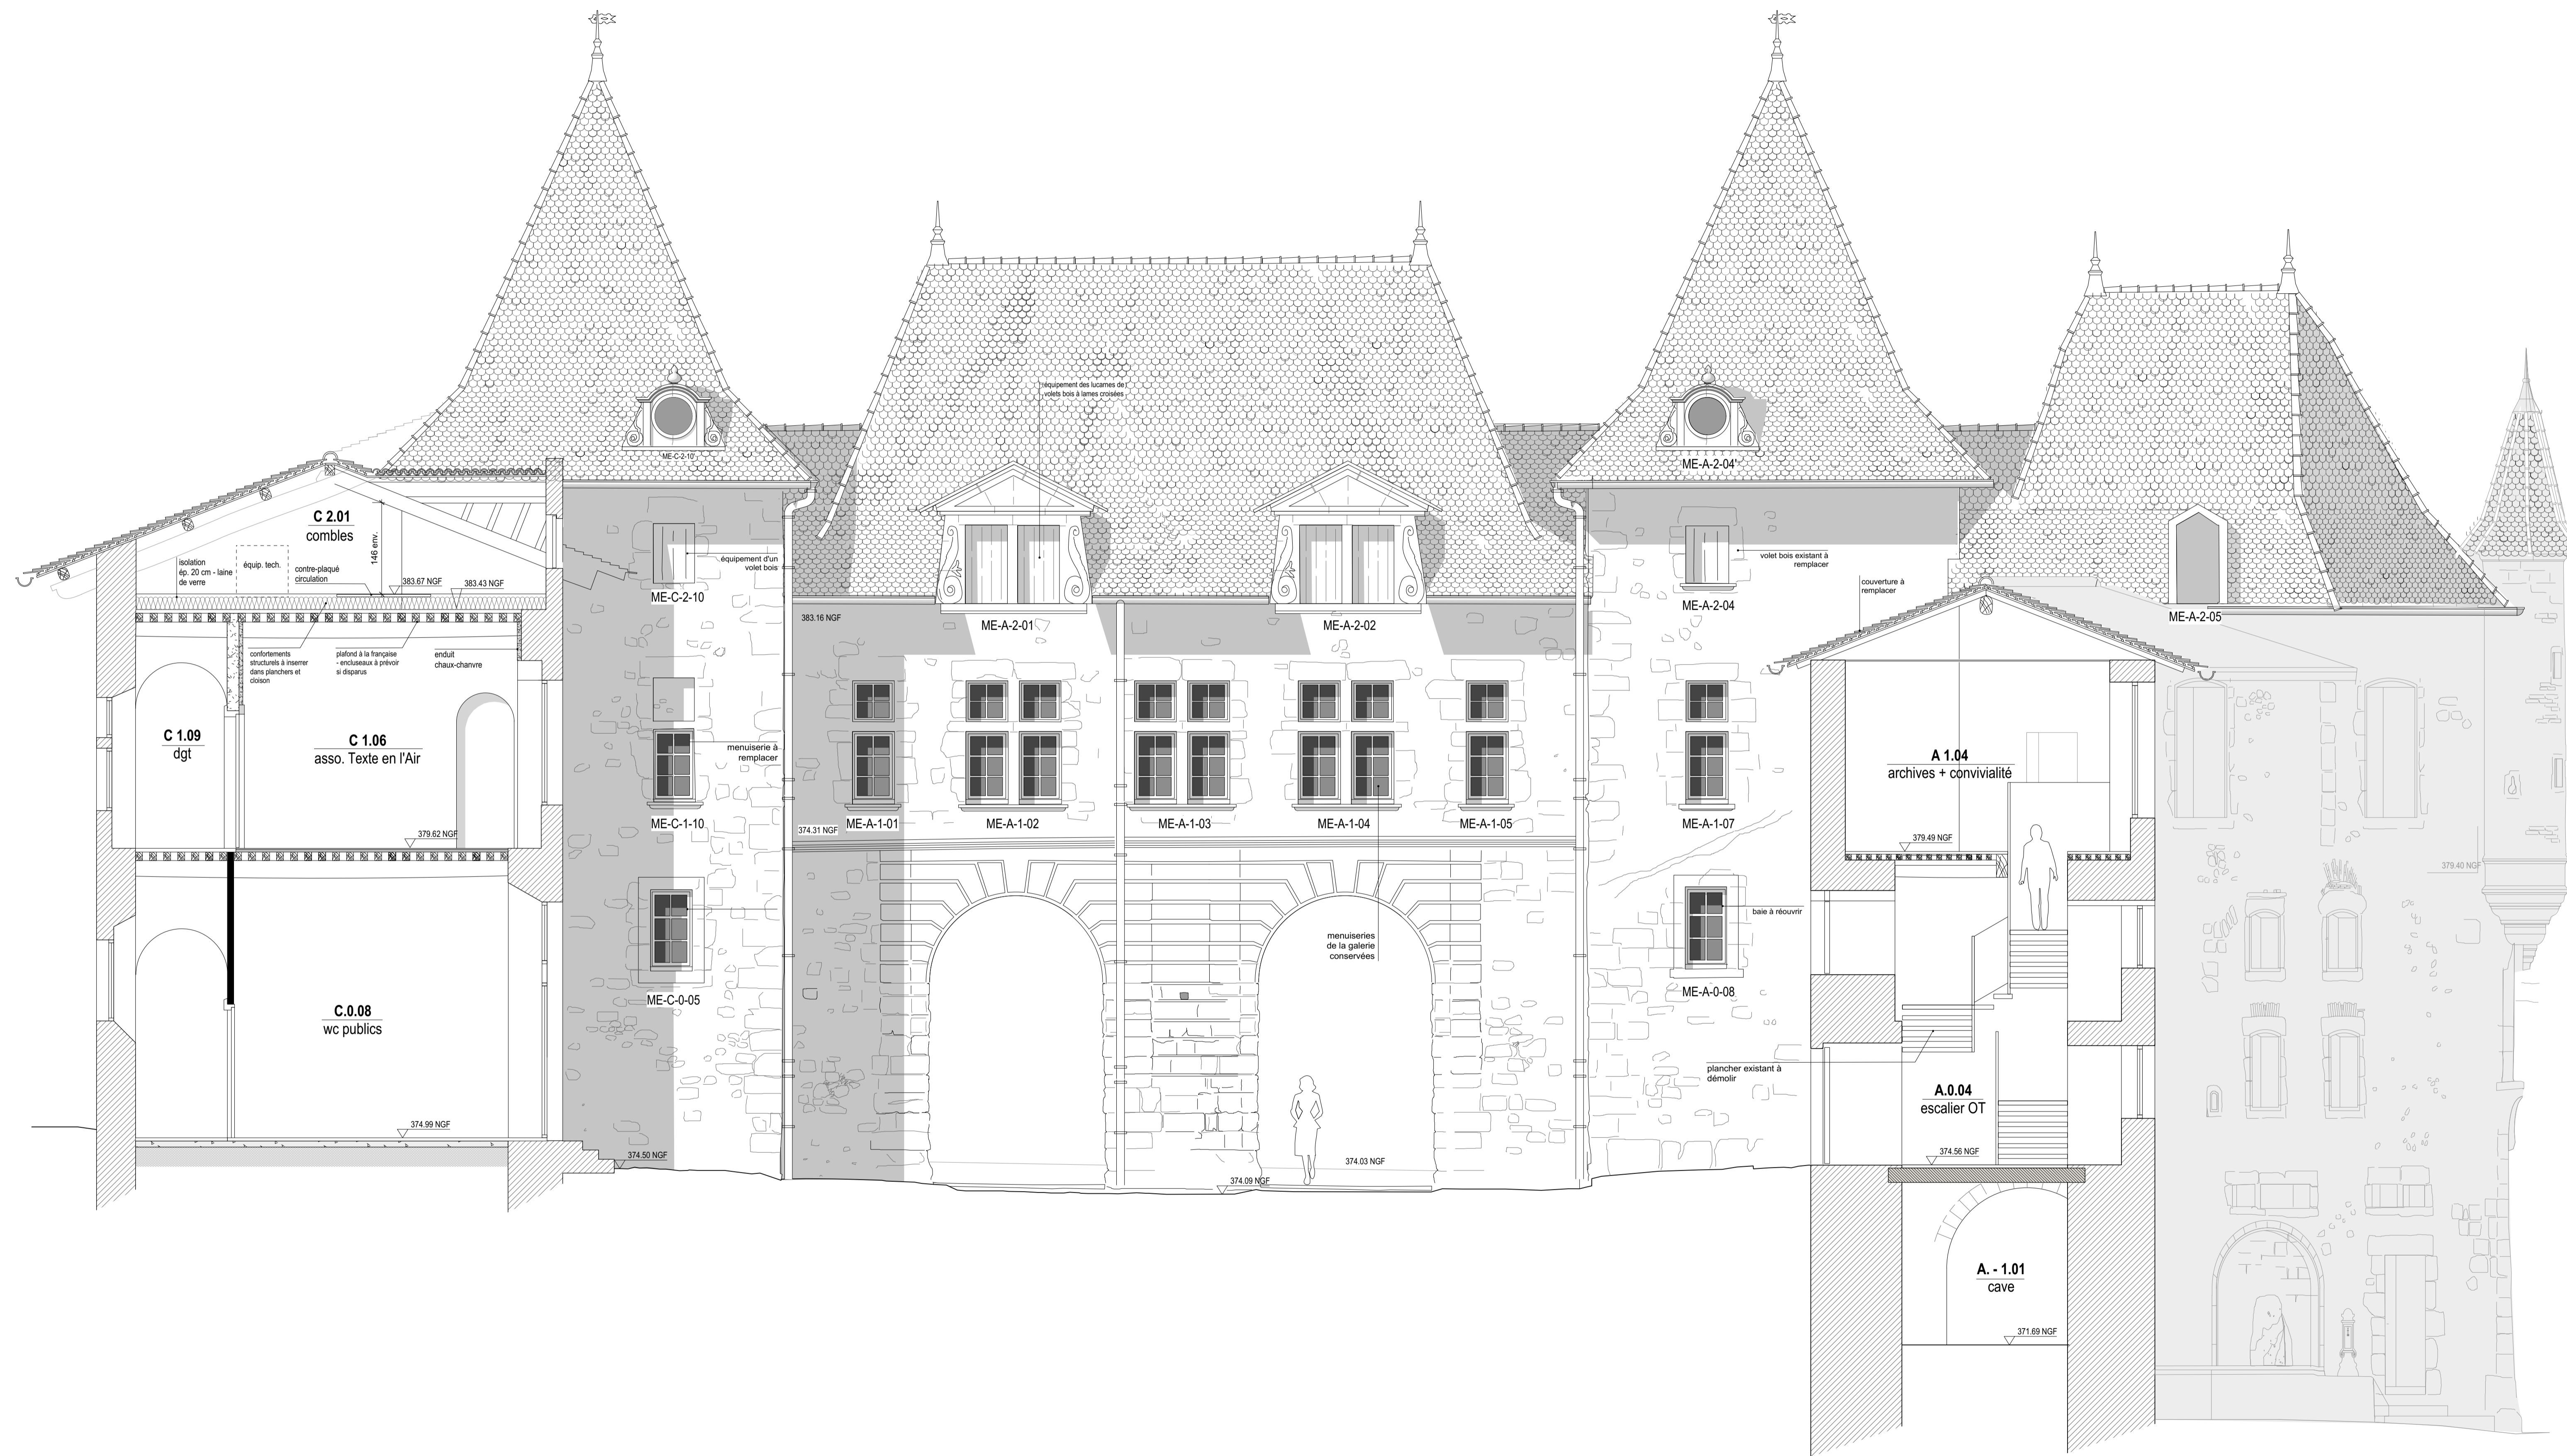 équipement des lucarnes de
volets bois à lames croisées
ME-C-2-10'
ME-A-2-04'
C 2.01
combles
146 env.
isolation
ép. 20 cm - laine
de verre
équip. tech.
contre-plaqué
circulation
383.67 NGF
383.43 NGF
équipement d'un
volet bois
ME-C-2-10
volet bois existant à
remplacer
ME-A-2-04
couverture à
remplacer
383.16 NGF
ME-A-2-01
ME-A-2-02
ME-A-2-05
confortements
structurels à inserrer
dans planchers et
cloison
plafond à la française
- encluseaux à prévoir
si disparus
enduit
chaux-chanvre
C 1.09
dgt
C 1.06
asso. Texte en l'Air
menuiserie à
remplacer
A 1.04
archives + convivialité
379.62 NGF
ME-C-1-10
374.31 NGF
ME-A-1-01
ME-A-1-02
ME-A-1-03
ME-A-1-04
ME-A-1-05
ME-A-1-07
379.49 NGF
379.40 NGF
baie à réouvrir
menuiseries
de la galerie
conservées
ME-C-0-05
ME-A-0-08
C.0.08
wc publics
plancher existant à
démolir
A.0.04
escalier OT
374.99 NGF
374.50 NGF
374.03 NGF
374.09 NGF
374.56 NGF
A. - 1.01
cave
371.69 NGF